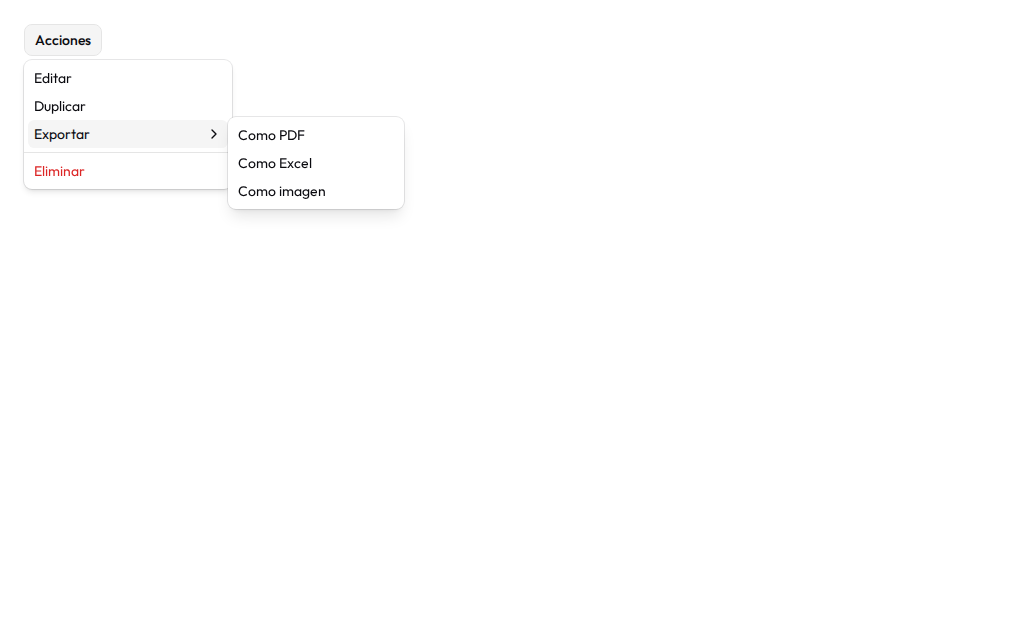 Acciones
Editar
Duplicar
Exportar
Eliminar
Como PDF
Como Excel
Como imagen